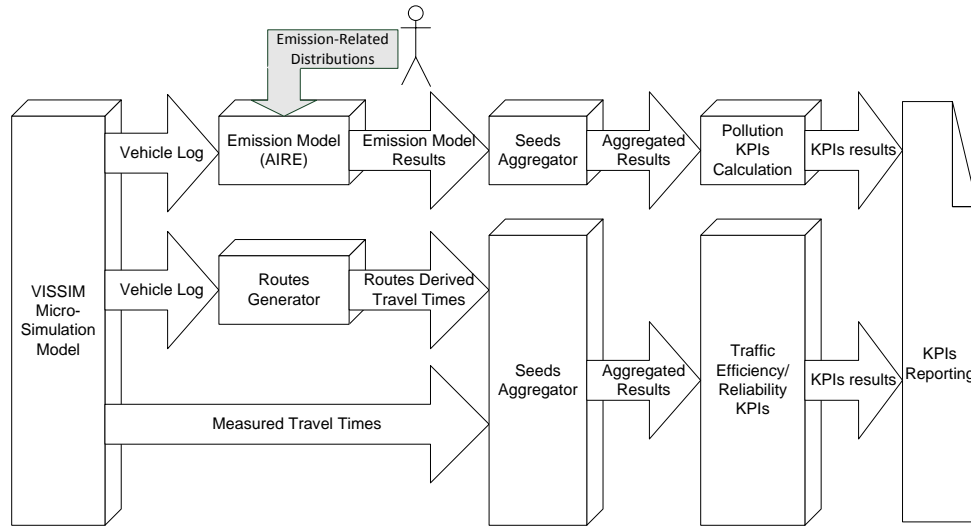 Emission-Related
Distributions
Vehicle Log
Emission Model
(AIRE)
Emission Model
Results
Seeds
Aggregator
Aggregated
Results
Pollution
KPIs
Calculation
KPIs results
VISSIM
Micro-
Simulation
Model
Vehicle Log
Routes
Generator
Routes Derived
Travel Times
Measured Travel Times
Seeds
Aggregator
Aggregated
Results
Traffic
Efficiency/
Reliability
KPIs
KPIs results
KPIs
Reporting